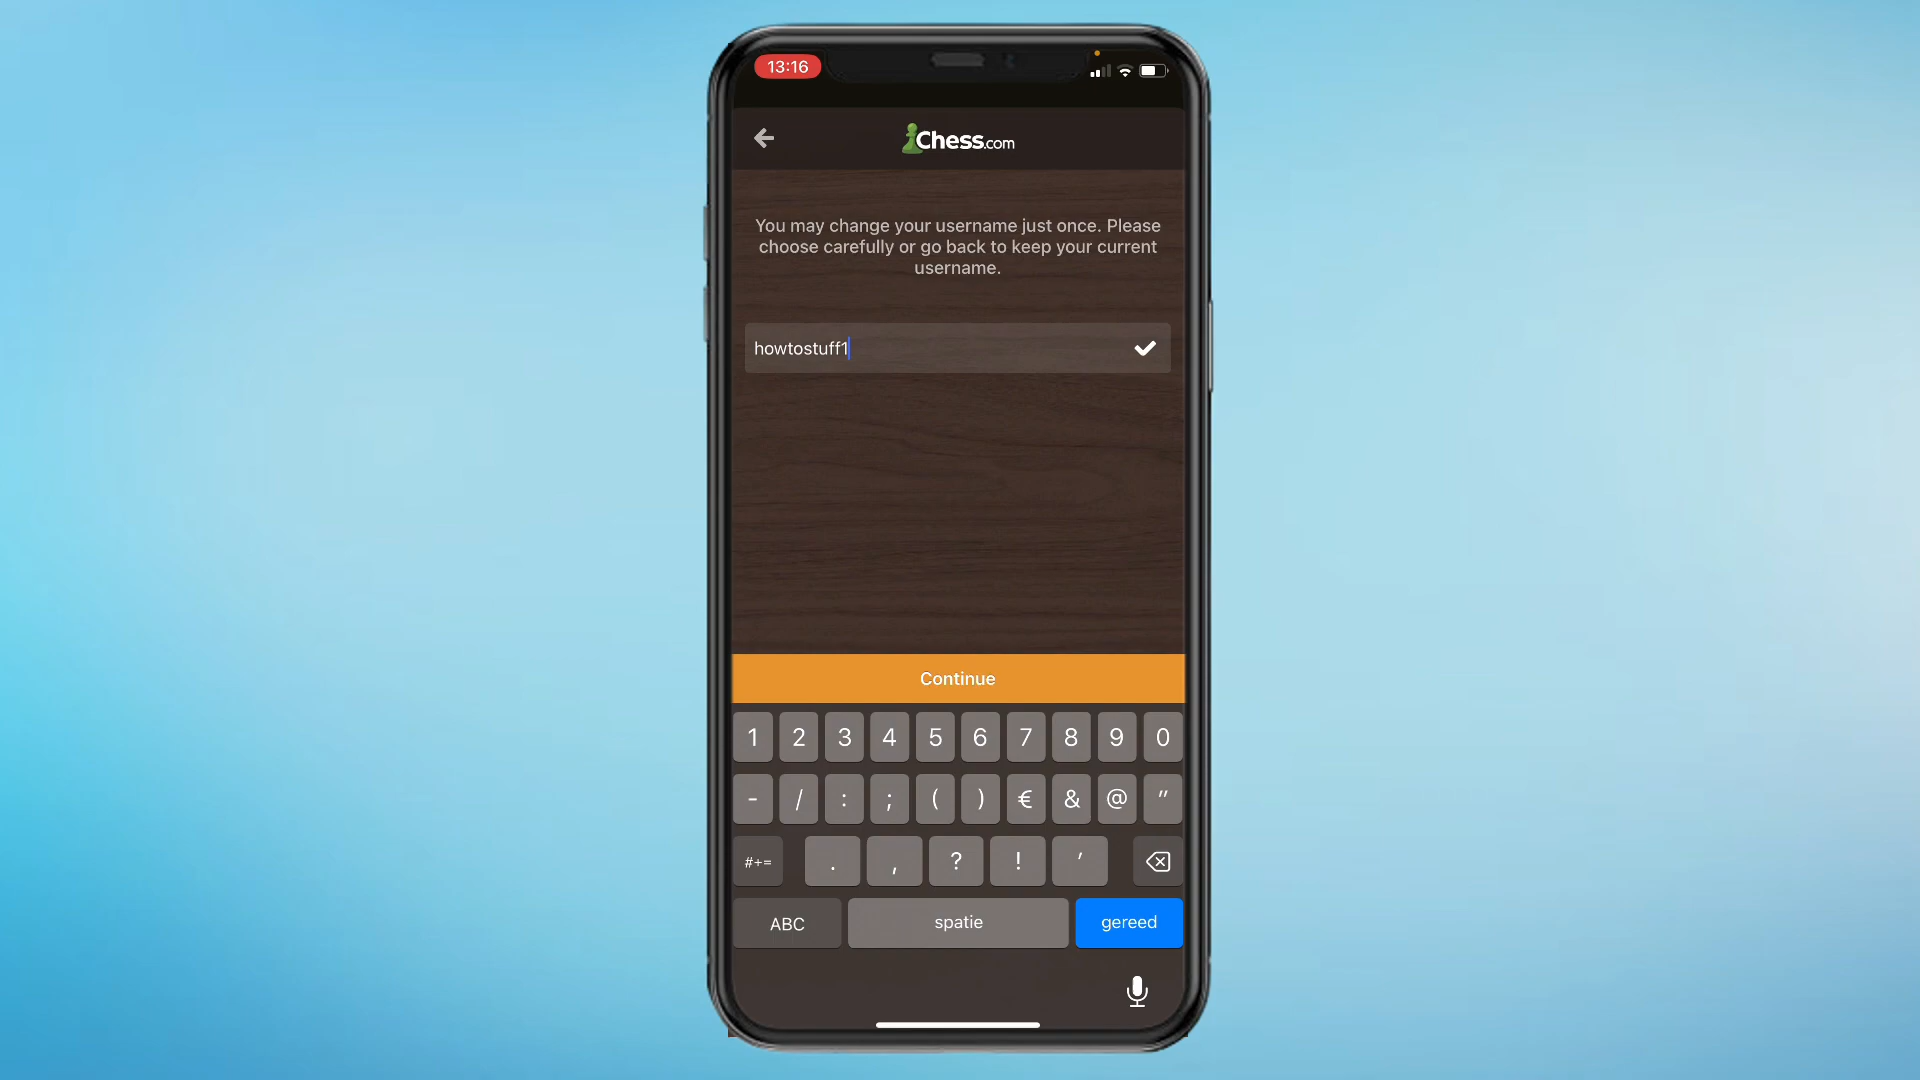 13:16
Chess.com
You may change your username just once. Please
choose carefully or go back to keep your current
username.
howtostuff1
Continue
1 2 3 4 5 6 7 8 9 0
- / : ; ( ) € & @ "
#+= . , ? ! '
ABC spatie gereed